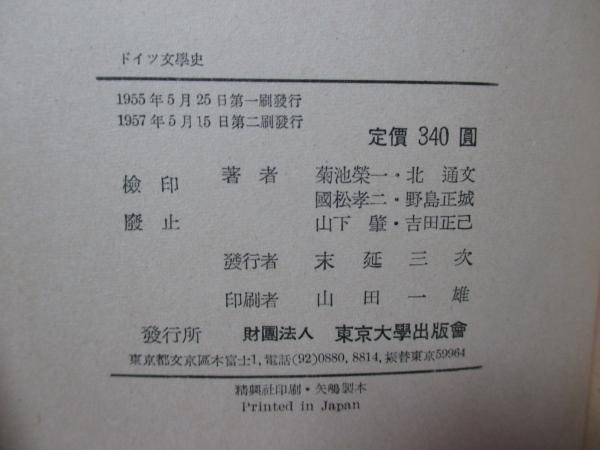 ドイツ文學史
1955年5月25日第一刷發行
1957年5月15日第二刷發行
定價 340 圓
檢印
廢止
著者 菊池榮一・北 通文
國松孝二・野島正城
山下 肇・吉田正己
發行者 末延三次
印刷者 山田一雄
發行所 財團法人 東京大學出版會
東京都文京區本富士1, 電話(92)0880, 8814, 振替東京59964
精興社印刷・矢嶋製本
Printed in Japan